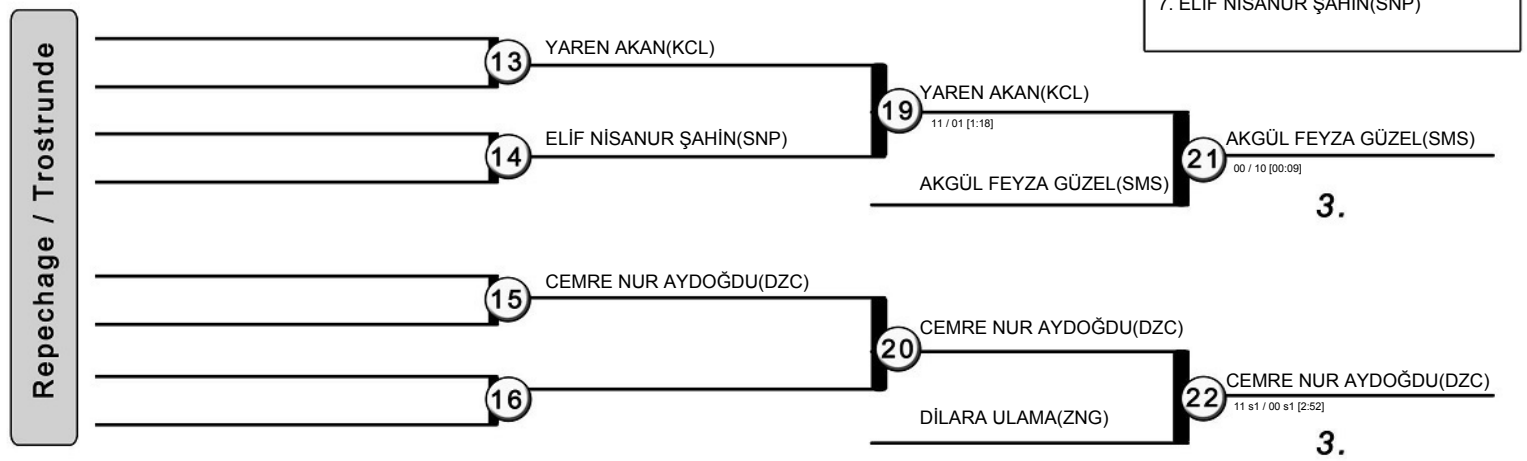 7. ELİF NİSANUR ŞAHİN(SNP)
Repechage / Trostrunde
13
YAREN AKAN(KCL)
14
ELİF NİSANUR ŞAHİN(SNP)
19
YAREN AKAN(KCL)
11 / 01 [1:18]
AKGÜL FEYZA GÜZEL(SMS)
21
AKGÜL FEYZA GÜZEL(SMS)
00 / 10 [00:09]
3.
15
CEMRE NUR AYDOĞDU(DZC)
16
20
CEMRE NUR AYDOĞDU(DZC)
DİLARA ULAMA(ZNG)
22
CEMRE NUR AYDOĞDU(DZC)
11 s1 / 00 s1 [2:52]
3.